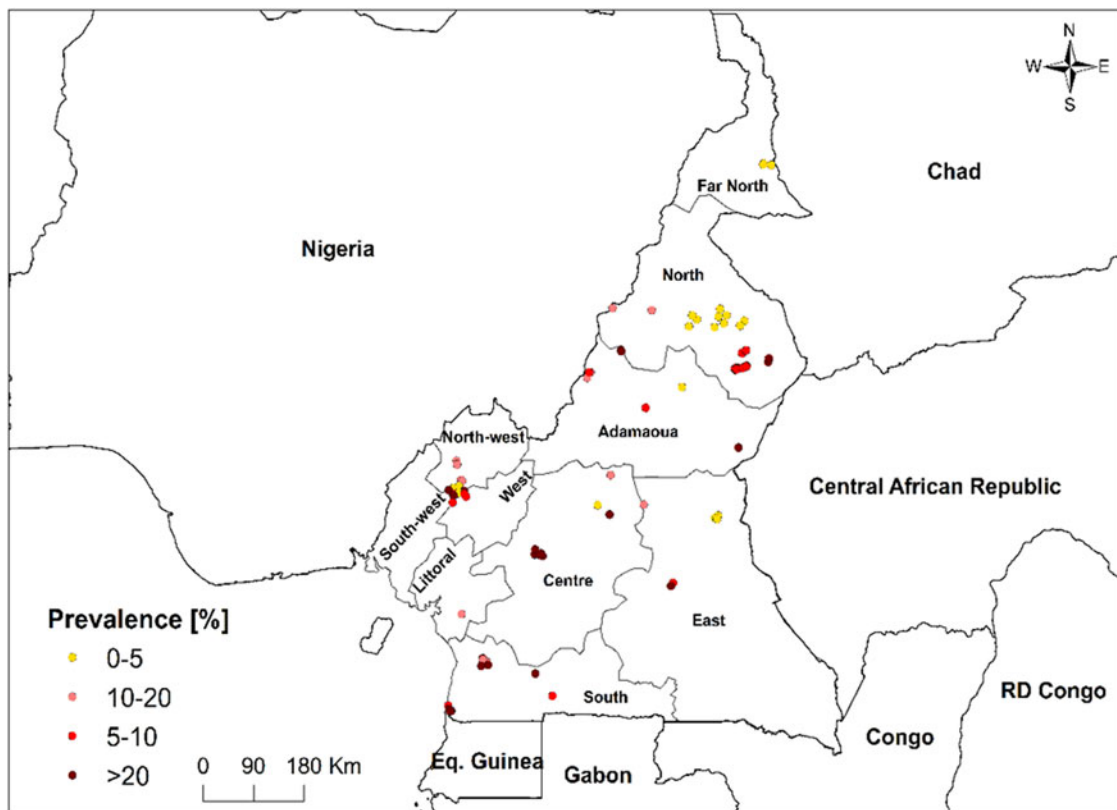 N
W E
S
Chad
Far North
Nigeria
North
North-west
Adamaoua
West
Central African Republic
South-west
Littoral
Centre
East
Prevalence [%]
0-5
10-20
5-10
>20
South
RD Congo
Congo
Eq. Guinea
Gabon
0 90 180 Km